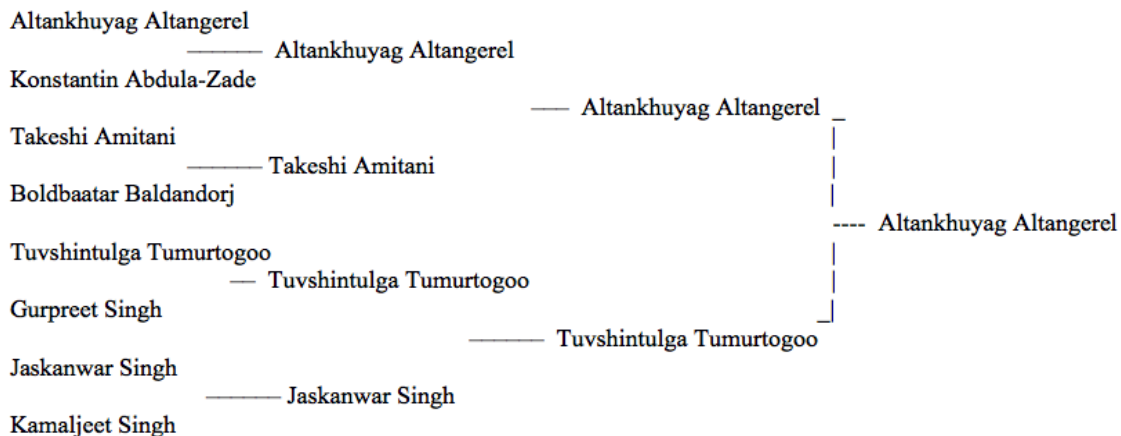 Altankhuyag Altangerel
Altankhuyag Altangerel
Konstantin Abdula-Zade
Altankhuyag Altangerel
Takeshi Amitani
Takeshi Amitani
Boldbaatar Baldandorj
Altankhuyag Altangerel
Tuvshintulga Tumurtogoo
Tuvshintulga Tumurtogoo
Gurpreet Singh
Tuvshintulga Tumurtogoo
Jaskanwar Singh
Jaskanwar Singh
Kamaljeet Singh